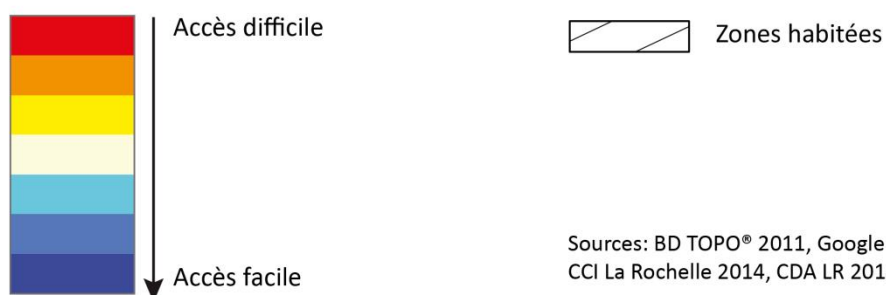 Accès difficile
Zones habitées
Accès facile
Sources: BD TOPO® 2011, Google
CCI La Rochelle 2014, CDA LR 201